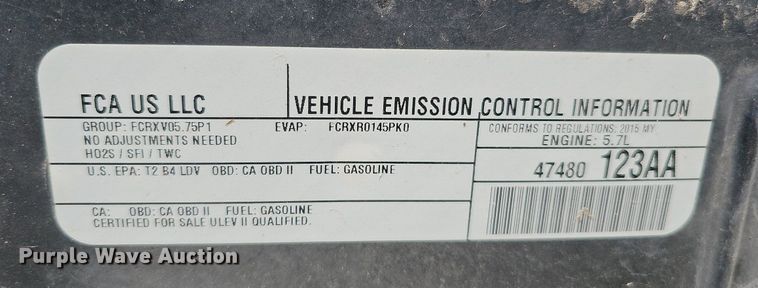 FCA US LLC
VEHICLE EMISSION CONTROL INFORMATION
GROUP: FCRXV05.75P1 EVAP: FCRXR0145PK0
NO ADJUSTMENTS NEEDED
HO2S / SFI / TWC
CONFORMS TO REGULATIONS: 2015 MY
ENGINE: 5.7L
U.S. EPA: T2 B4 LDV OBD: CA OBD II FUEL: GASOLINE
47480 123AA
CA: OBD: CA OBD II FUEL: GASOLINE
CERTIFIED FOR SALE ULEV II QUALIFIED.
Purple Wave Auction